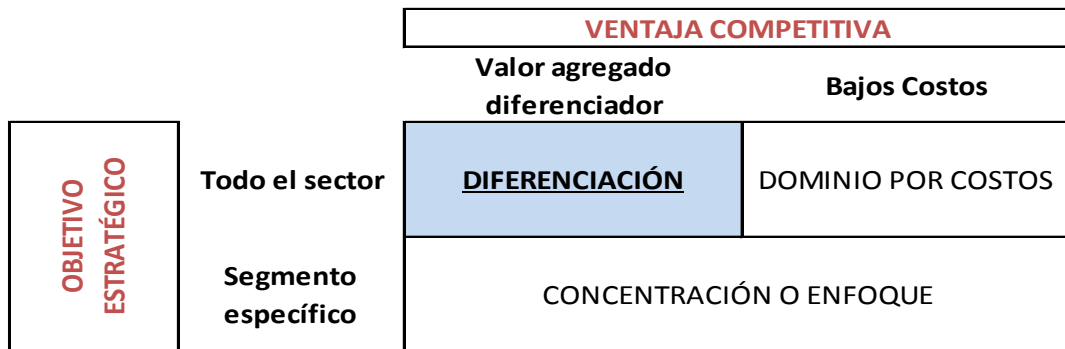 VENTAJA COMPETITIVA
Valor agregado
diferenciador
Bajos Costos
OBJETIVO
ESTRATÉGICO
Todo el sector
DIFERENCIACIÓN
DOMINIO POR COSTOS
Segmento
específico
CONCENTRACIÓN O ENFOQUE